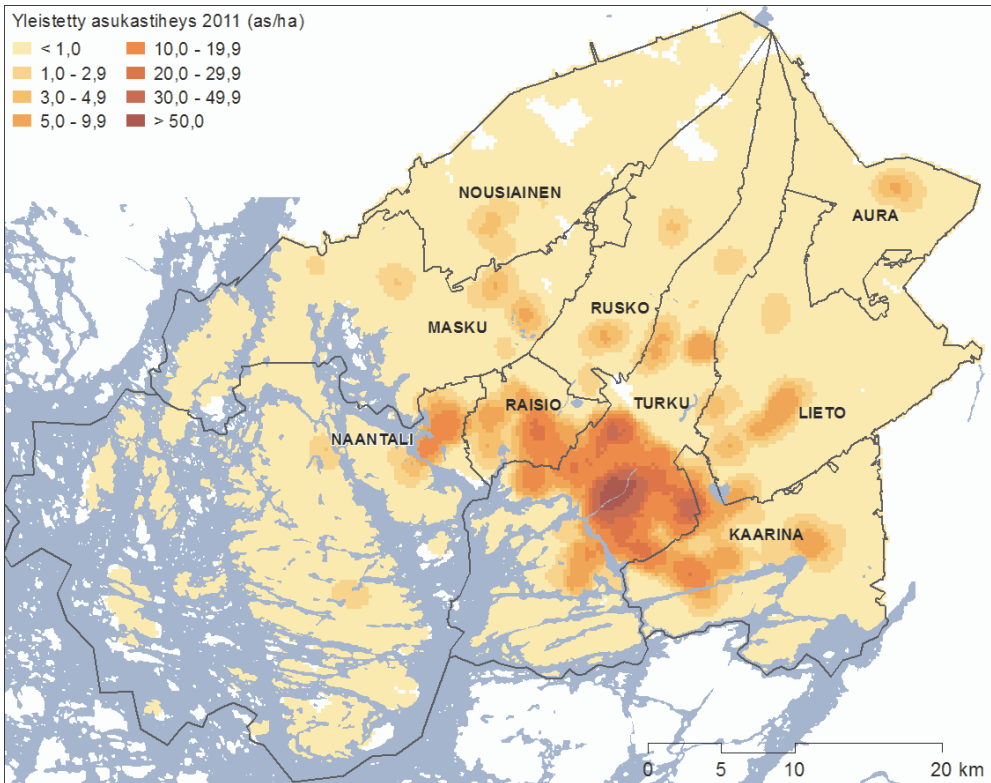 Yleistetty asukastiheys 2011 (as/ha)
< 1,0
10,0 - 19,9
1,0 - 2,9
20,0 - 29,9
3,0 - 4,9
30,0 - 49,9
5,0 - 9,9
> 50,0
NOUSIAINEN
AURA
MASKU
RUSKO
RAISIO
TURKU
LIETO
NAANTALI
KAARINA
0 5 10 20 km